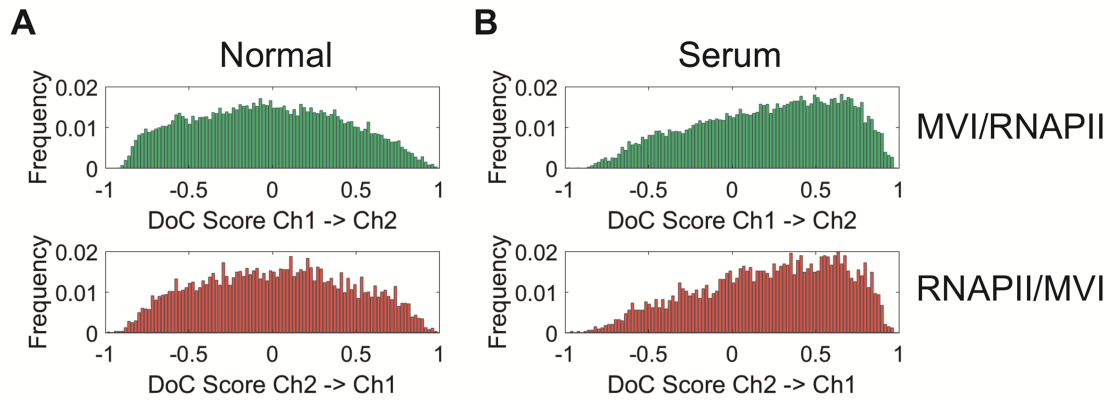 A
B
Normal
Serum
Frequency
0.02
0.01
0
-1 -0.5 0 0.5 1
DoC Score Ch1 -> Ch2
Frequency
0.02
0.01
0
-1 -0.5 0 0.5 1
DoC Score Ch1 -> Ch2
MVI/RNAPII
Frequency
0.02
0.01
0
-1 -0.5 0 0.5 1
DoC Score Ch2 -> Ch1
Frequency
0.02
0.01
0
-1 -0.5 0 0.5 1
DoC Score Ch2 -> Ch1
RNAPII/MVI